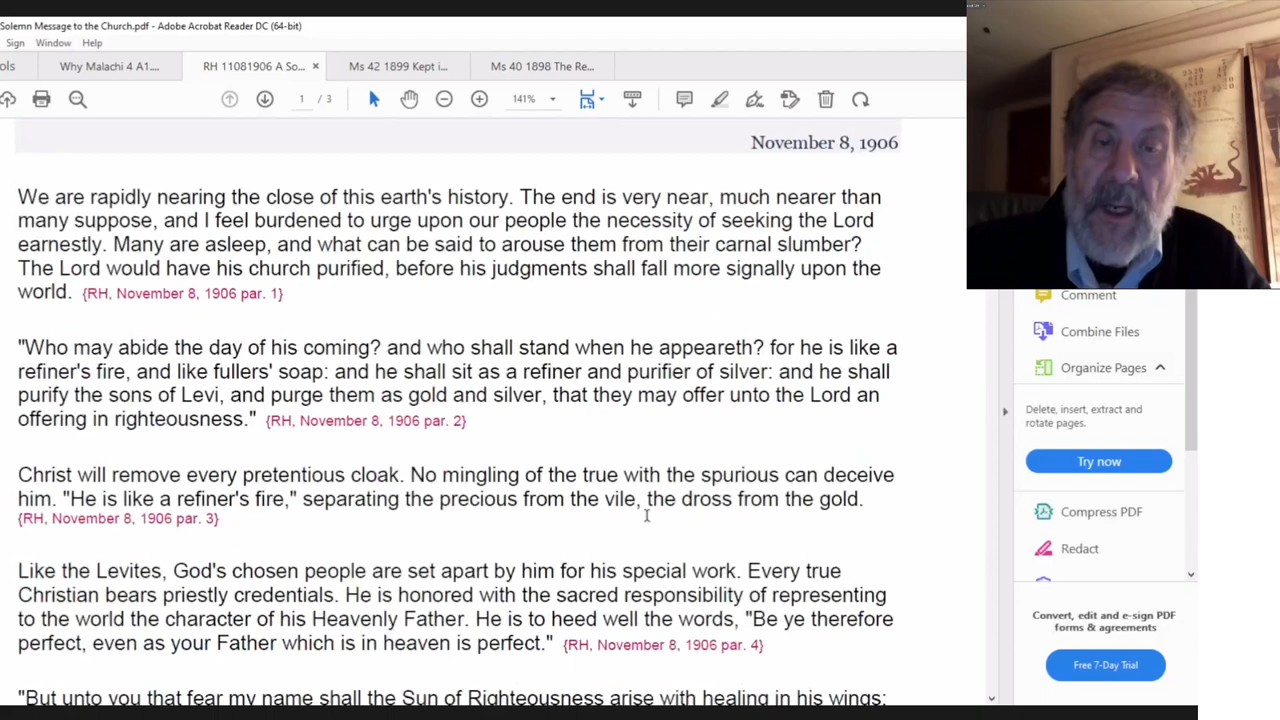 Solemn Message to the Church.pdf - Adobe Acrobat Reader DC (64-bit)
Sign Window Help
ols Why Malachi 4 A1.... RH 11081906 A So... × Ms 42 1899 Kept i... Ms 40 1898 The Re...
1 / 3 141%
November 8, 1906
We are rapidly nearing the close of this earth's history. The end is very near, much nearer than
many suppose, and I feel burdened to urge upon our people the necessity of seeking the Lord
earnestly. Many are asleep, and what can be said to arouse them from their carnal slumber?
The Lord would have his church purified, before his judgments shall fall more signally upon the
world. {RH, November 8, 1906 par. 1}
"Who may abide the day of his coming? and who shall stand when he appeareth? for he is like a
refiner's fire, and like fullers' soap: and he shall sit as a refiner and purifier of silver: and he shall
purify the sons of Levi, and purge them as gold and silver, that they may offer unto the Lord an
offering in righteousness." {RH, November 8, 1906 par. 2}
Christ will remove every pretentious cloak. No mingling of the true with the spurious can deceive
him. "He is like a refiner's fire," separating the precious from the vile, the dross from the gold.
{RH, November 8, 1906 par. 3}
Like the Levites, God's chosen people are set apart by him for his special work. Every true
Christian bears priestly credentials. He is honored with the sacred responsibility of representing
to the world the character of his Heavenly Father. He is to heed well the words, "Be ye therefore
perfect, even as your Father which is in heaven is perfect." {RH, November 8, 1906 par. 4}
"But unto you that fear my name shall the Sun of Righteousness arise with healing in his wings:
Comment
Combine Files
Organize Pages
Delete, insert, extract and
rotate pages.
Try now
Compress PDF
Redact
Convert, edit and e-sign PDF
forms & agreements
Free 7-Day Trial